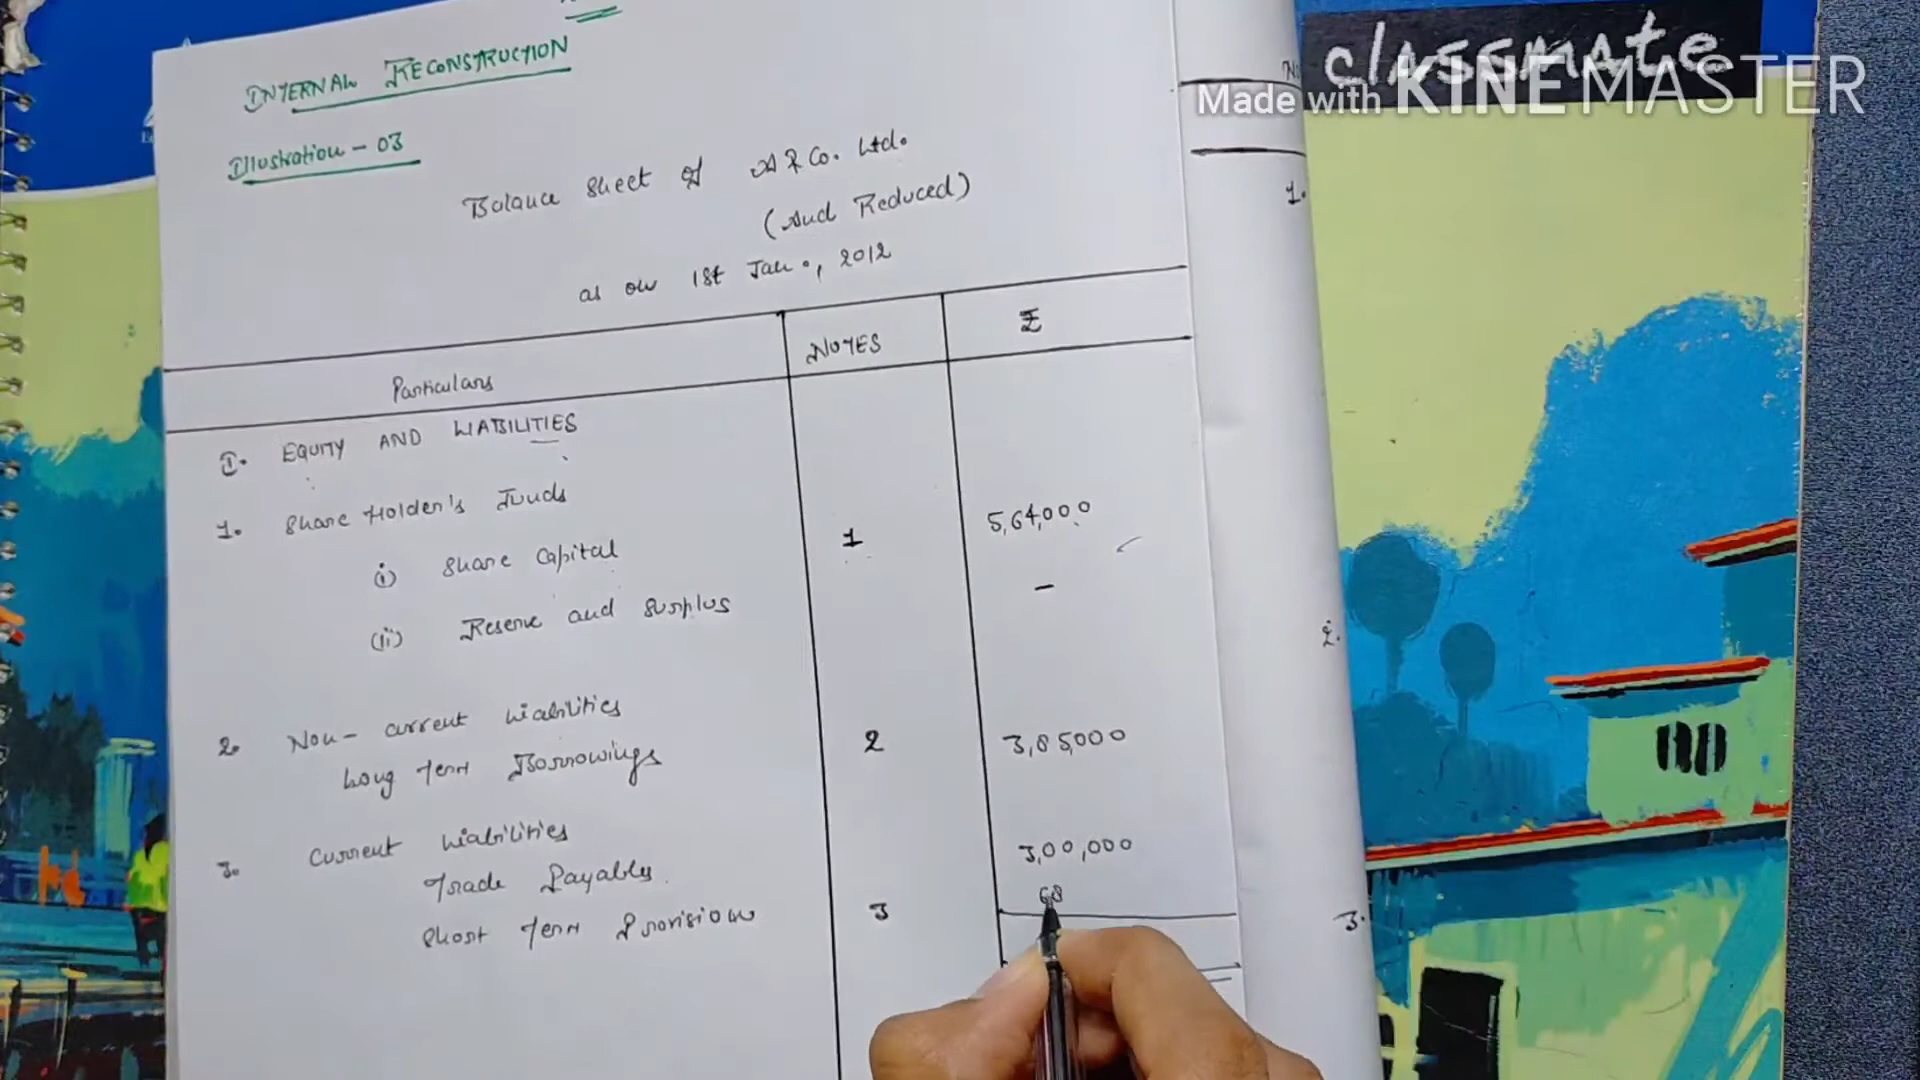 classmate
Made with KINEMASTER
INTERNAL RECONSTRUCTION
Illustration - 03
Balance Sheet of A R Co. Ltd.
(And Reduced)
as on 1st Jan., 2012
Particulars NOTES ₹
I. EQUITY AND LIABILITIES
1. Share Holder's Funds
(i) Share Capital 1 5,64,000
(ii) Reserve and Surplus -
2. Non-current Liabilities
Long Term Borrowings 2 3,85,000
3. Current Liabilities
Trade Payables 3,00,000
Short Term Provision 3 68
1.
2.
3.